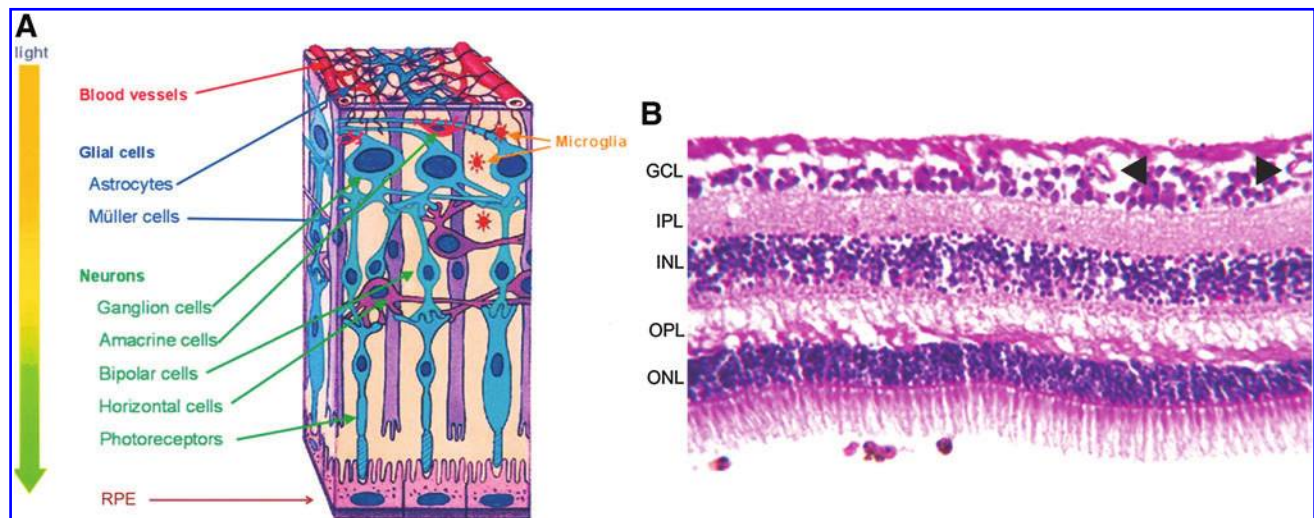 A
light
Blood vessels
Glial cells
Astrocytes
Müller cells
Neurons
Ganglion cells
Amacrine cells
Bipolar cells
Horizontal cells
Photoreceptors
RPE
Microglia
B
GCL
IPL
INL
OPL
ONL